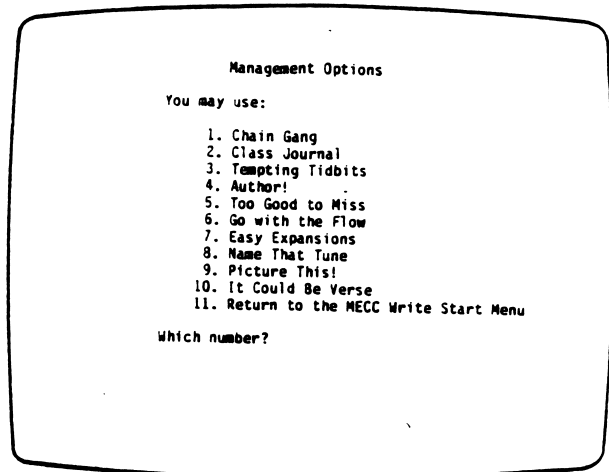 Management Options
You may use:
1. Chain Gang
2. Class Journal
3. Tempting Tidbits
4. Author!
5. Too Good to Miss
6. Go with the Flow
7. Easy Expansions
8. Name That Tune
9. Picture This!
10. It Could Be Verse
11. Return to the MECC Write Start Menu
Which number?